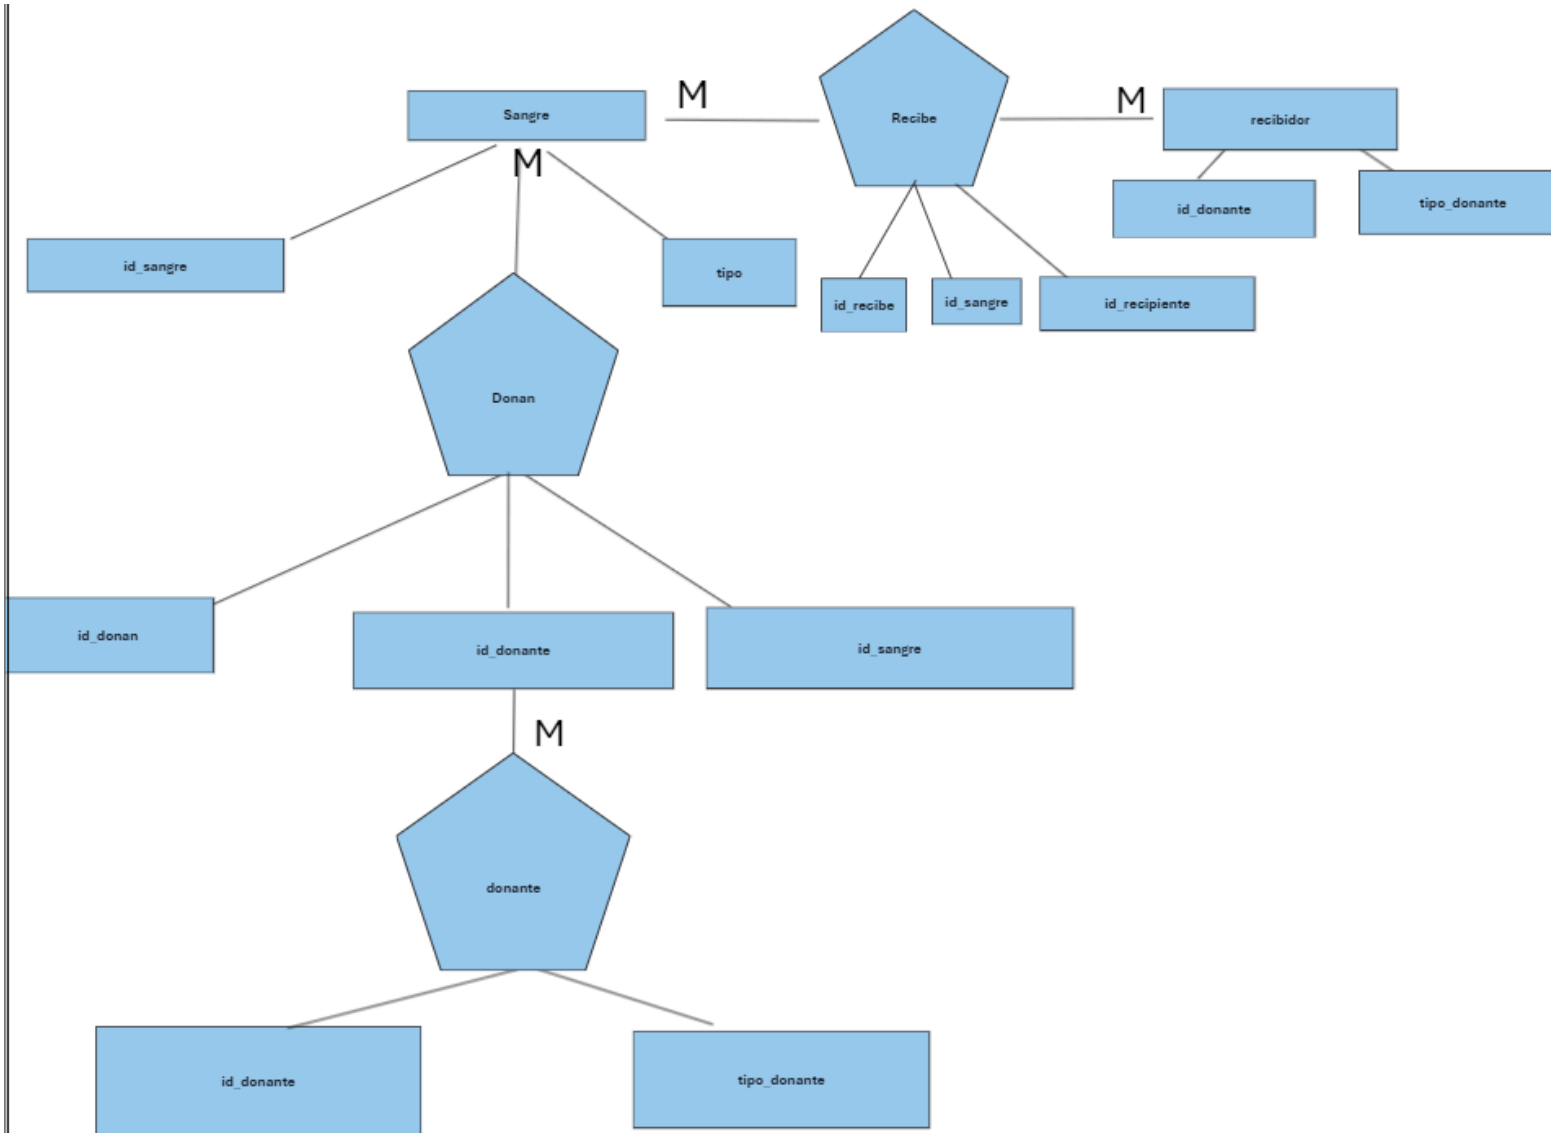 M
Sangre
Recibe
M
recibidor
M
id_donante
tipo_donante
id_sangre
tipo
id_recibe
id_sangre
id_recipiente
Donan
id_donan
id_donante
id_sangre
M
donante
id_donante
tipo_donante